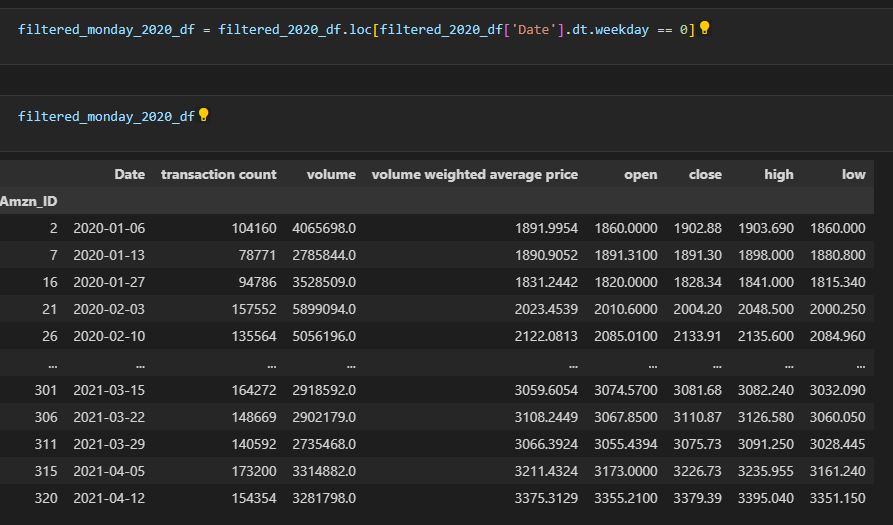 filtered_monday_2020_df = filtered_2020_df.loc[filtered_2020_df['Date'].dt.weekday == 0]
filtered_monday_2020_df
Date transaction count volume volume weighted average price open close high low
Amzn_ID
2 2020-01-06 104160 4065698.0 1891.9954 1860.0000 1902.88 1903.690 1860.000
7 2020-01-13 78771 2785844.0 1890.9052 1891.3100 1891.30 1898.000 1880.800
16 2020-01-27 94786 3528509.0 1831.2442 1820.0000 1828.34 1841.000 1815.340
21 2020-02-03 157552 5899094.0 2023.4539 2010.6000 2004.20 2048.500 2000.250
26 2020-02-10 135564 5056196.0 2122.0813 2085.0100 2133.91 2135.600 2084.960
... ... ... ... ... ... ... ... ...
301 2021-03-15 164272 2918592.0 3059.6054 3074.5700 3081.68 3082.240 3032.090
306 2021-03-22 148669 2902179.0 3108.2449 3067.8500 3110.87 3126.580 3060.050
311 2021-03-29 140592 2735468.0 3066.3924 3055.4394 3075.73 3091.250 3028.445
315 2021-04-05 173200 3314882.0 3211.4324 3173.0000 3226.73 3235.955 3161.240
320 2021-04-12 154354 3281798.0 3375.3129 3355.2100 3379.39 3395.040 3351.150